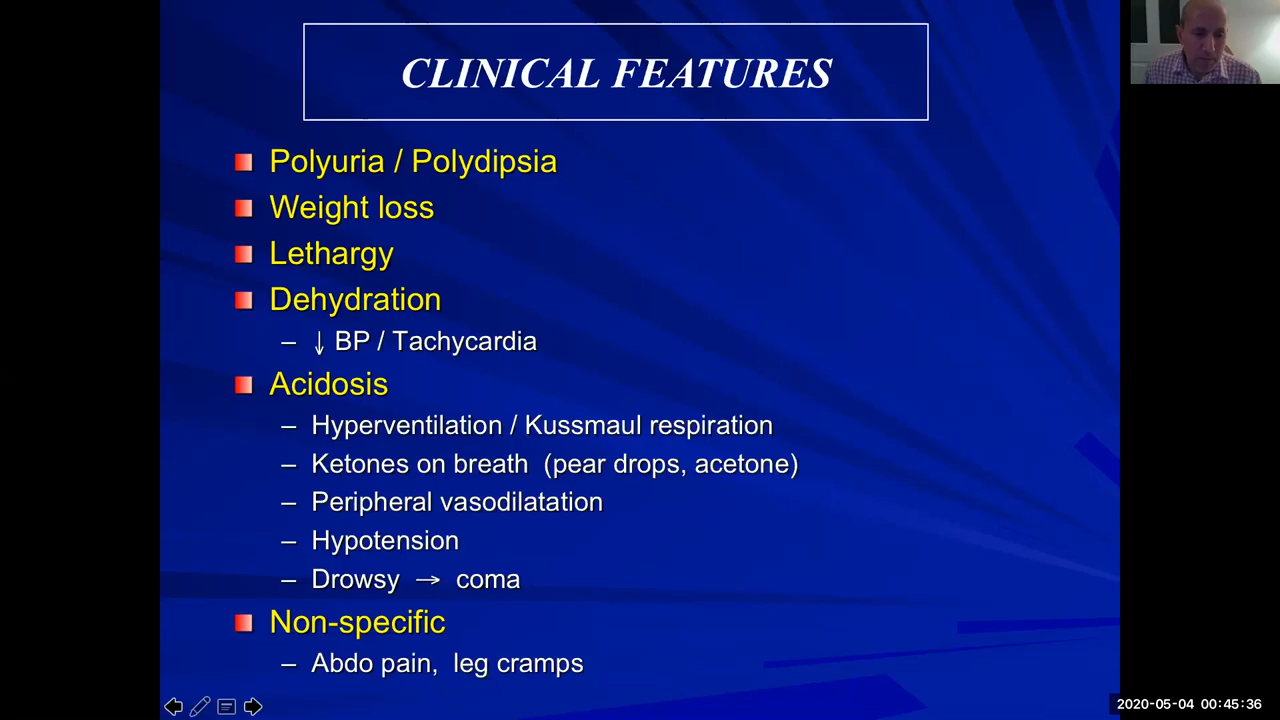 CLINICAL FEATURES
Polyuria / Polydipsia
Weight loss
Lethargy
Dehydration
– ↓ BP / Tachycardia
Acidosis
– Hyperventilation / Kussmaul respiration
– Ketones on breath (pear drops, acetone)
– Peripheral vasodilatation
– Hypotension
– Drowsy → coma
Non-specific
– Abdo pain, leg cramps
2020-05-04 00:45:36